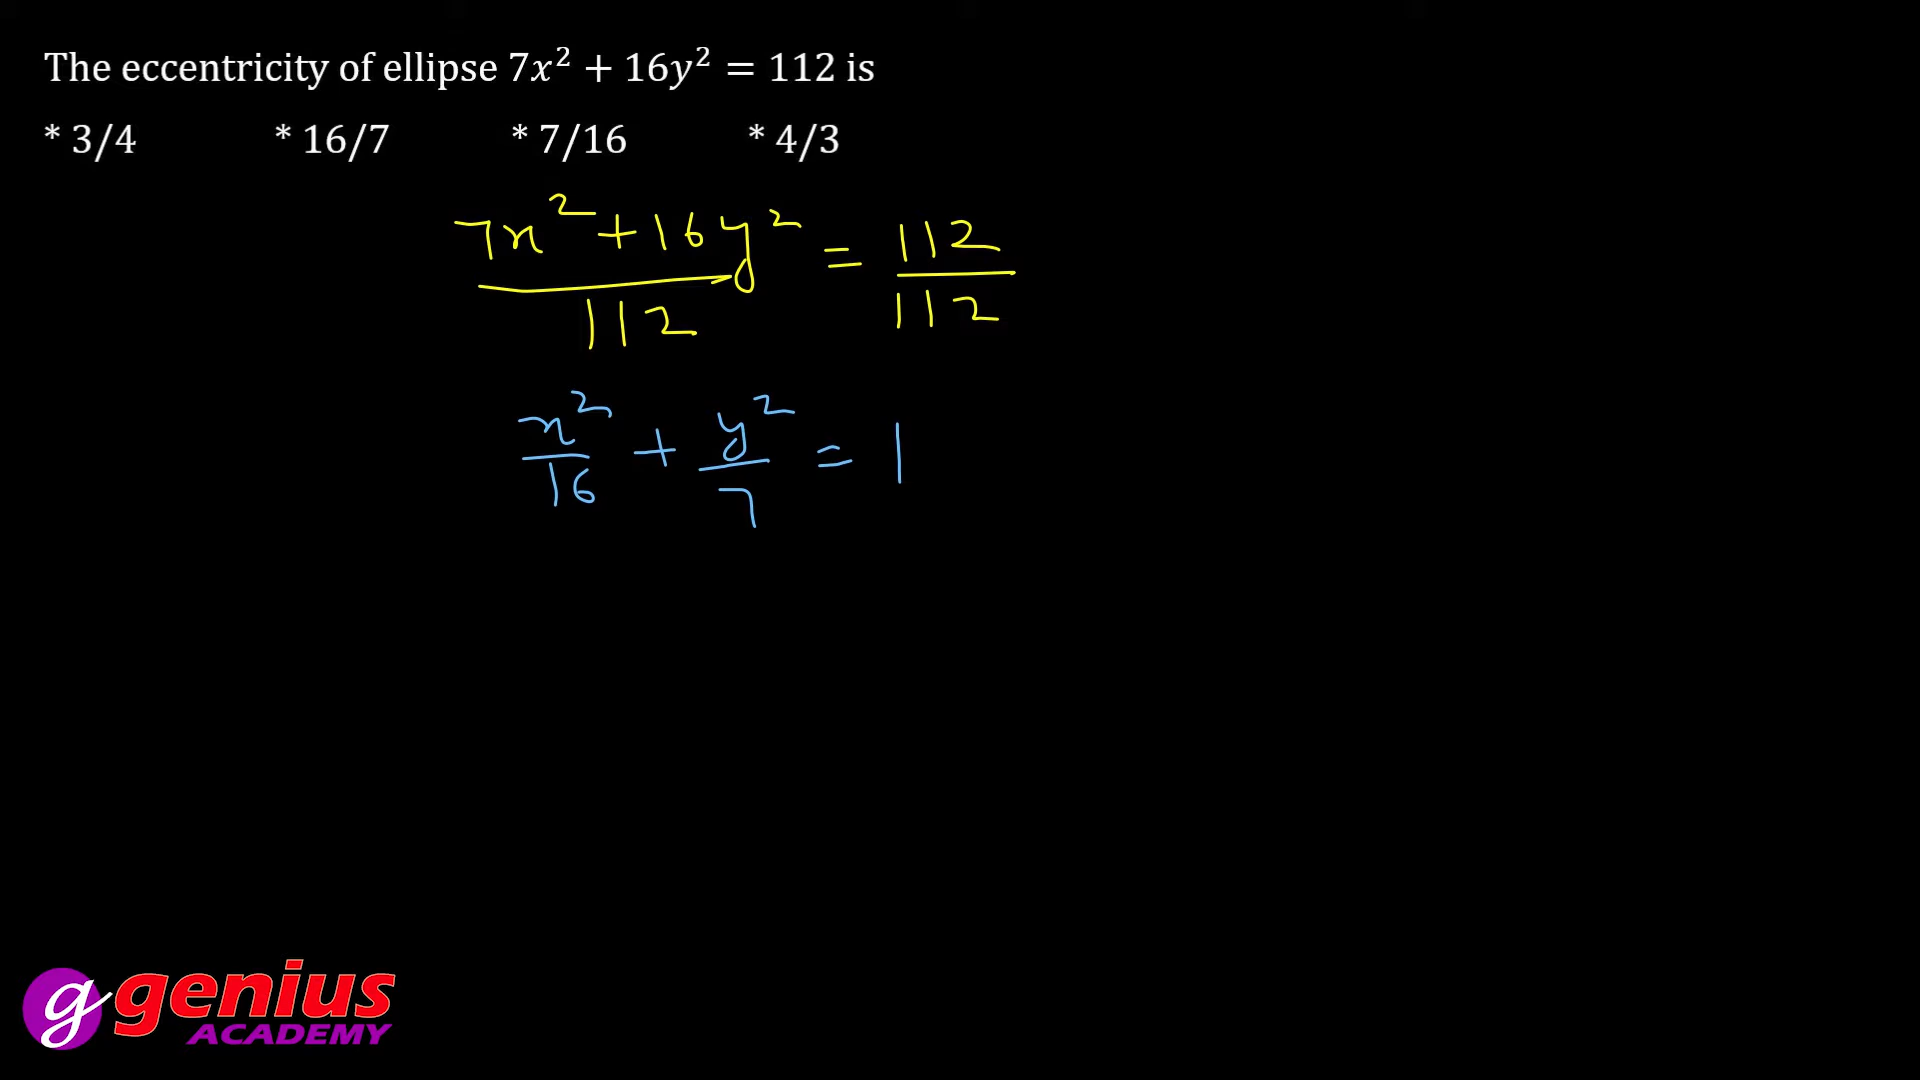 The eccentricity of ellipse 7x² + 16y² = 112 is
* 3/4 * 16/7 * 7/16 * 4/3
7x² + 16y² / 112 = 112 / 112
x²/16 + y²/7 = 1
g genius
ACADEMY